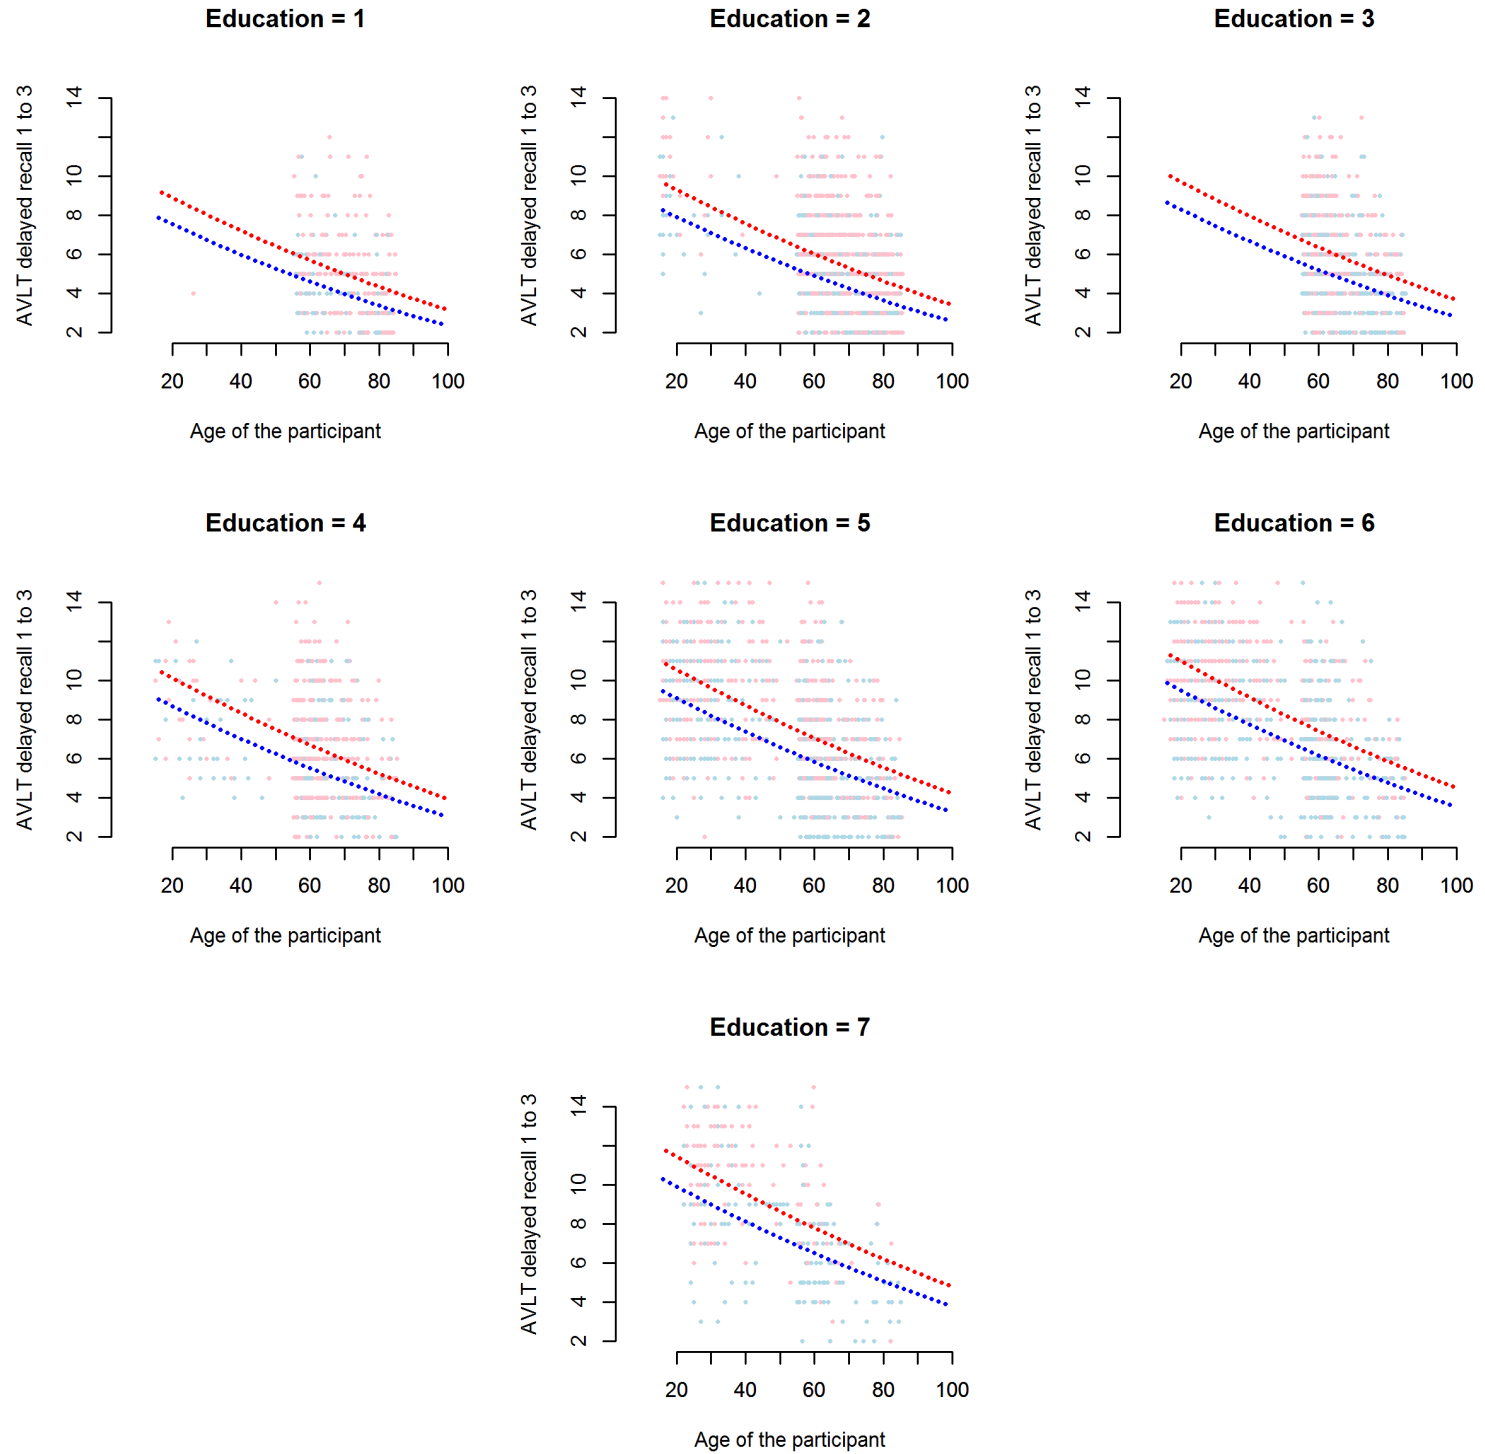 Education = 1
Education = 2
Education = 3
AVLT delayed recall 1 to 3
2 4 6 8 10 14
20 40 60 80 100
Age of the participant
AVLT delayed recall 1 to 3
2 4 6 8 10 14
20 40 60 80 100
Age of the participant
AVLT delayed recall 1 to 3
2 4 6 8 10 14
20 40 60 80 100
Age of the participant
Education = 4
Education = 5
Education = 6
AVLT delayed recall 1 to 3
2 4 6 8 10 14
20 40 60 80 100
Age of the participant
AVLT delayed recall 1 to 3
2 4 6 8 10 14
20 40 60 80 100
Age of the participant
AVLT delayed recall 1 to 3
2 4 6 8 10 14
20 40 60 80 100
Age of the participant
Education = 7
AVLT delayed recall 1 to 3
2 4 6 8 10 14
20 40 60 80 100
Age of the participant